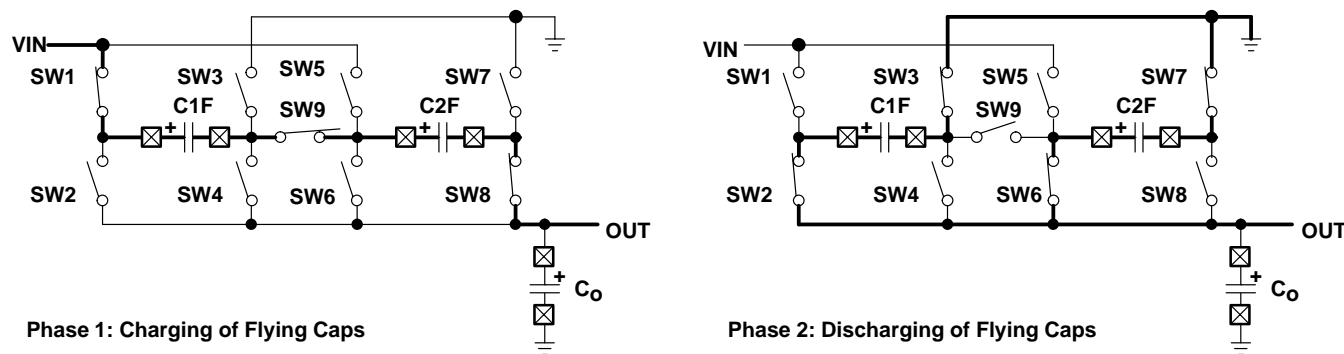 VIN
SW1
SW3
SW5
SW7
C1F
SW9
C2F
+
+
SW2
SW4
SW6
SW8
OUT
+
Co
Phase 1: Charging of Flying Caps
VIN
SW1
SW3
SW5
SW7
C1F
SW9
C2F
+
+
SW2
SW4
SW6
SW8
OUT
+
Co
Phase 2: Discharging of Flying Caps